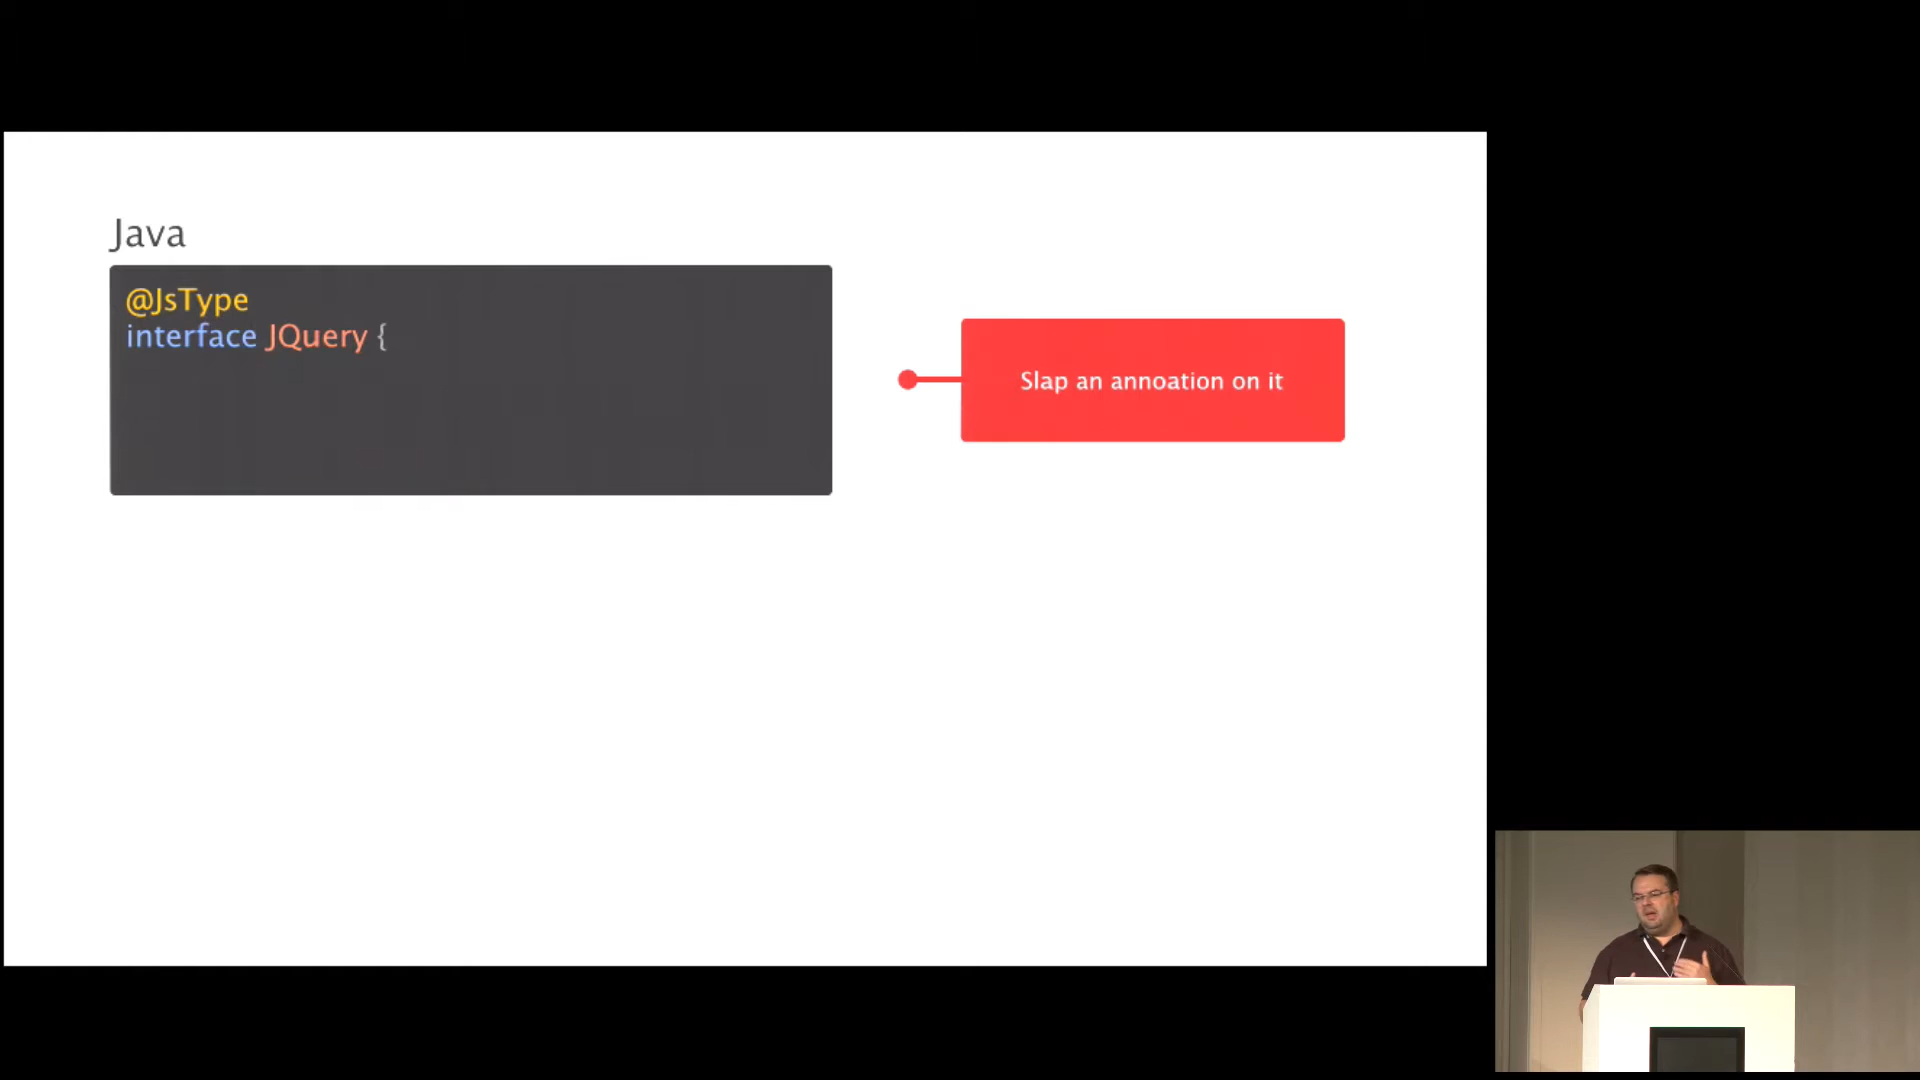 Java
@JsType
interface JQuery {
Slap an annoation on it